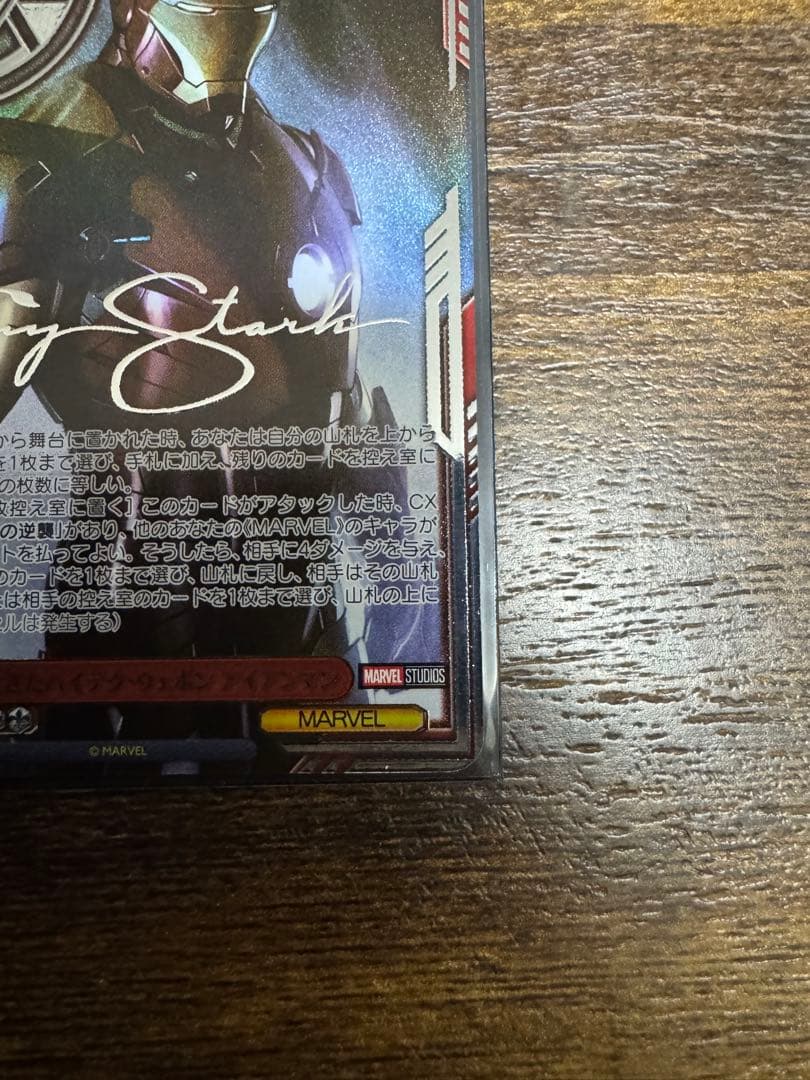 ny Stark
から舞台に置かれた時、あなたは自分の山札を上から
を1枚まで選び、手札に加え、残りのカードを控え室に
の枚数に等しい。
控え室に置く］このカードがアタックした時、CX
の逆襲」があり、他のあなたの《MARVEL》のキャラが
トを払ってよい。そうしたら、相手に4ダメージを与え、
のカードを1枚まで選び、山札に戻し、相手はその山札
は相手の控え室のカードを1枚まで選び、山札の上に
ルは発生する）
アイアンマン
MARVEL STUDIOS
MARVEL
© MARVEL